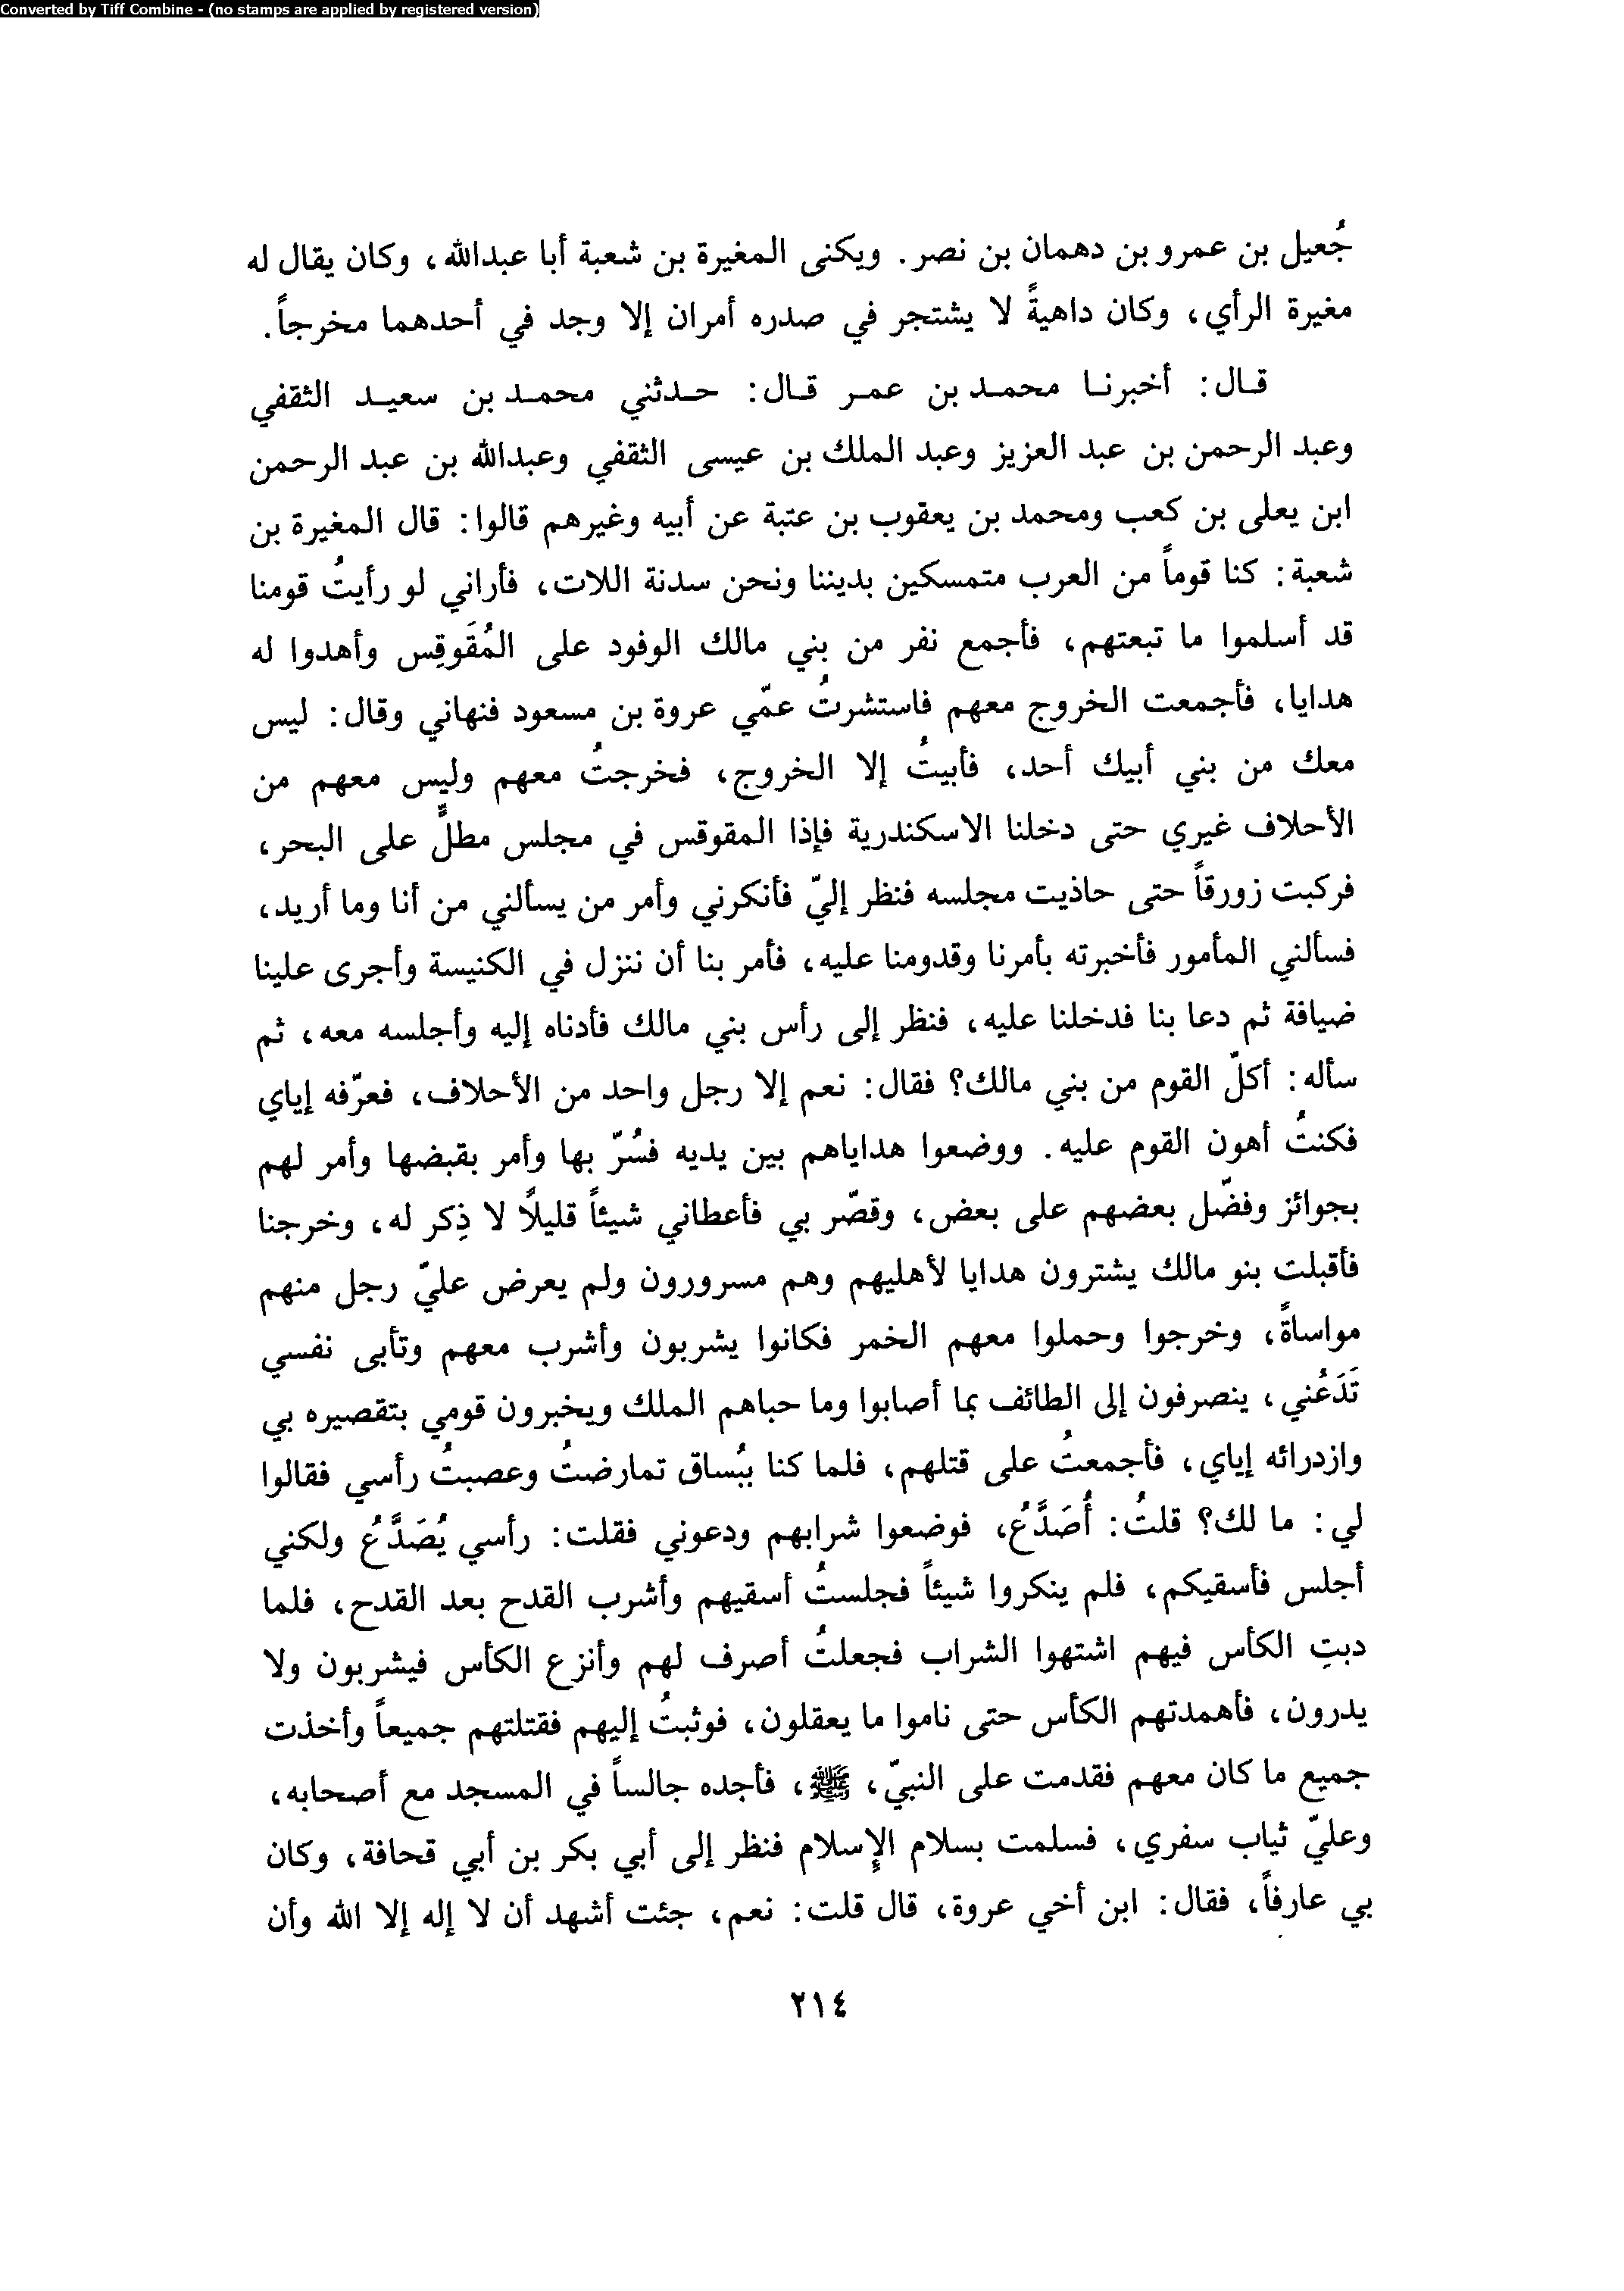 Converted by Tiff Combine - (no stamps are applied by registered version)
جُعيل بن عمرو بن دهمان بن نصر. ويكنى المغيرة بن شعبة أبا عبدالله، وكان يقال له
مغيرة الرأي، وكان داهيةً لا يشتجر في صدره أمران إلا وجد في أحدهما مخرجاً.
قال: أخبرنا محمد بن عمر قال: حدثني محمد بن سعيد الثقفي
وعبد الرحمن بن عبد العزيز وعبد الملك بن عيسى الثقفي وعبدالله بن عبد الرحمن
ابن يعلى بن كعب ومحمد بن يعقوب بن عتبة عن أبيه وغيرهم قالوا: قال المغيرة بن
شعبة: كنا قوماً من العرب متمسكين بديننا ونحن سدنة اللات، فأراني لو رأيتُ قومنا
قد أسلموا ما تبعتهم، فأجمع نفر من بني مالك الوفود على المُقَوقِس وأهدوا له
هدايا، فأجمعت الخروج معهم فاستشرتُ عمّي عروة بن مسعود فنهاني وقال: ليس
معك من بني أبيك أحد، فأبيتُ إلا الخروج، فخرجتُ معهم وليس معهم من
الأحلاف غيري حتى دخلنا الاسكندرية فإذا المقوقس في مجلس مطلٍّ على البحر،
فركبت زورقاً حتى حاذيت مجلسه فنظر إليّ فأنكرني وأمر من يسألني من أنا وما أريد،
فسألني المأمور فأخبرته بأمرنا وقدومنا عليه، فأمر بنا أن ننزل في الكنيسة وأجرى علينا
ضيافة ثم دعا بنا فدخلنا عليه، فنظر إلى رأس بني مالك فأدناه إليه وأجلسه معه، ثم
سأله: أكلّ القوم من بني مالك؟ فقال: نعم إلا رجل واحد من الأحلاف، فعرّفه إياي
فكنتُ أهون القوم عليه. ووضعوا هداياهم بين يديه فسُرّ بها وأمر بقبضها وأمر لهم
بجوائز وفضّل بعضهم على بعض، وقصّر بي فأعطاني شيئاً قليلاً لا ذِكر له، وخرجنا
فأقبلت بنو مالك يشترون هدايا لأهليهم وهم مسرورون ولم يعرض عليّ رجل منهم
مواساةً، وخرجوا وحملوا معهم الخمر فكانوا يشربون وأشرب معهم وتأبى نفسي
تَدَعُني، ينصرفون إلى الطائف بما أصابوا وما حباهم الملك ويخبرون قومي بتقصيره بي
وازدرائه إياي، فأجمعتُ على قتلهم، فلما كنا ببُساق تمارضتُ وعصبتُ رأسي فقالوا
لي: ما لك؟ قلتُ: أُصَدَّعُ، فوضعوا شرابهم ودعوني فقلت: رأسي يُصَدَّعُ ولكني
أجلس فأسقيكم، فلم ينكروا شيئاً فجلستُ أسقيهم وأشرب القدح بعد القدح، فلما
دبتِ الكأس فيهم اشتهوا الشراب فجعلتُ أصرف لهم وأنزع الكأس فيشربون ولا
يدرون، فأهمدتهم الكأس حتى ناموا ما يعقلون، فوثبتُ إليهم فقتلتهم جميعاً وأخذت
جميع ما كان معهم فقدمت على النبيّ، ﷺ، فأجده جالساً في المسجد مع أصحابه،
وعليّ ثياب سفري، فسلمت بسلام الإسلام فنظر إلى أبي بكر بن أبي قحافة، وكان
بي عارفاً، فقال: ابن أخي عروة، قال قلت: نعم، جئت أشهد أن لا إله إلا الله وأن
٢١٤